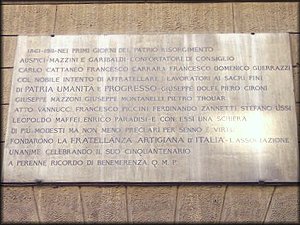 1861-1911-NEI PRIMI GIORNI DEL PATRIO RISORGIMENTO
AUSPICI MAZZINI E GARIBALDI, CONFORTATORI DI CONSIGLIO
CARLO CATTANEO FRANCESCO CARRARA FRANCESCO DOMENICO GUERRAZZI
COL NOBILE INTENTO DI AFFRATELLARE I LAVORATORI AI SACRI FINI
DI PATRIA UMANITÀ E PROGRESSO-GIUSEPPE DOLFI PIERO CIRONI
GIUSEPPE MAZZONI GIUSEPPE MONTANELLI PIETRO THOUAR
ATTO VANNUCCI FRANCESCO PICCINI FERDINANDO ZANNETTI STEFANO USSI
LEOPOLDO MAFFEI ENRICO PARADISI-E CON ESSI UNA SCHIERA
DI PIÙ MODESTI MA NON MENO PRECLARI PER SENNO E VIRTÙ
FONDARONO LA FRATELLANZA ARTIGIANA D'ITALIA-L'ASSOCIAZIONE
UNANIME CELEBRANDO IL SUO CINQUANTENARIO
A PERENNE RICORDO DI BENEMERENZA Q. M. P.